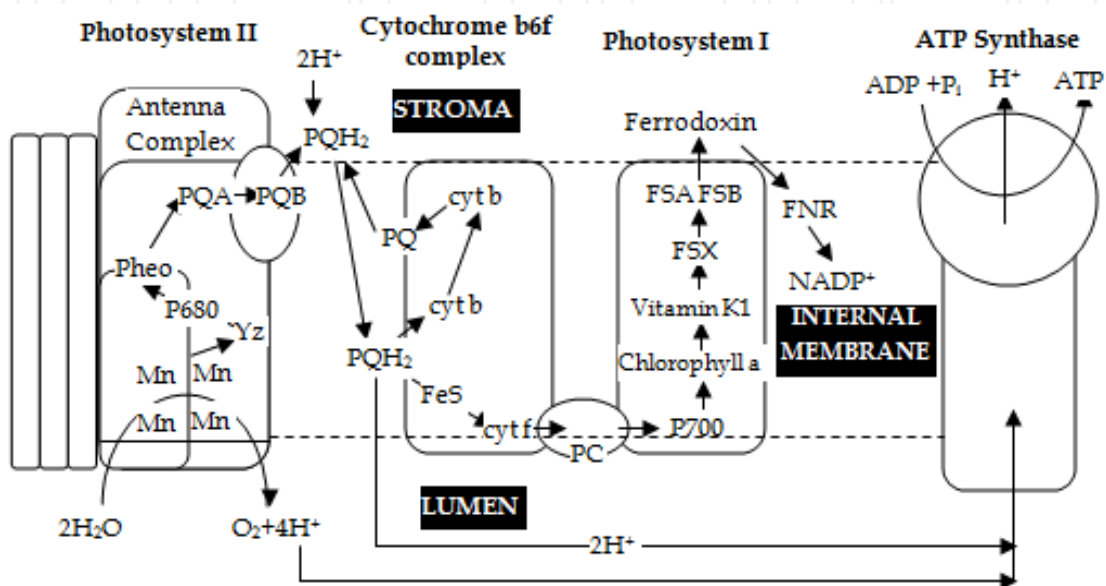 Photosystem II
Cytochrome b6f
complex
Photosystem I
ATP Synthase
2H⁺
STROMA
ADP +Pᵢ
H⁺
ATP
Antenna
Complex
PQH₂
Ferrodoxin
PQA
PQB
cyt b
PQ
FSA FSB
FNR
Pheo
FSX
NADP⁺
P680
cyt b
Vitamin K1
INTERNAL
MEMBRANE
Yz
PQH₂
Chlorophyll a
Mn
Mn
FeS
Mn
Mn
cyt f
PC
P700
LUMEN
2H₂O
O₂+4H⁺
2H⁺